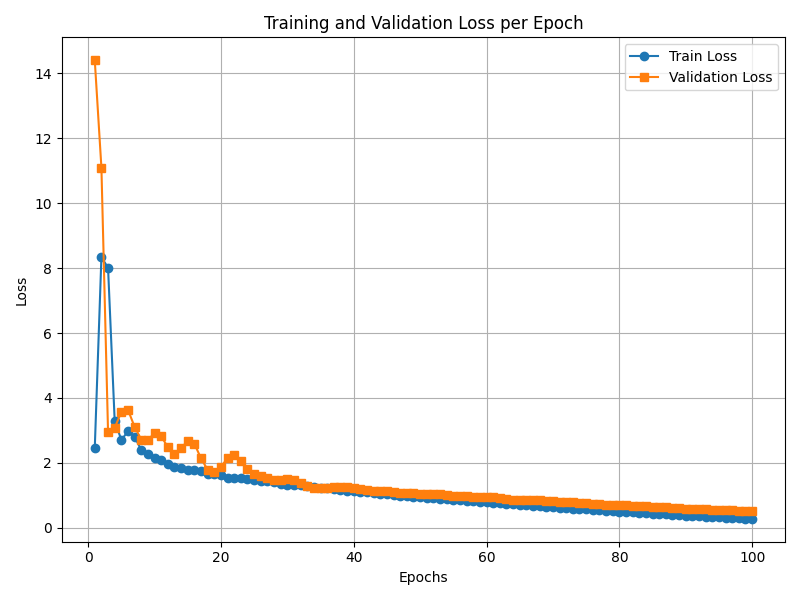 Training and Validation Loss per Epoch
Train Loss
Validation Loss
14
12
10
8
6
4
2
0
Loss
0 20 40 60 80 100
Epochs